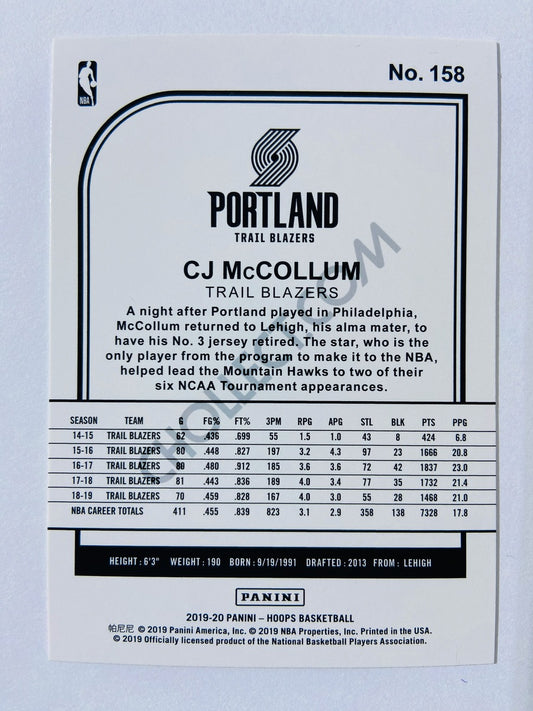 No. 158
NBA
PORTLAND
TRAIL BLAZERS
CJ McCOLLUM
TRAIL BLAZERS
A night after Portland played in Philadelphia,
McCollum returned to Lehigh, his alma mater, to
have his No. 3 jersey retired. The star, who is the
only player from the program to make it to the NBA,
helped lead the Mountain Hawks to two of their
six NCAA Tournament appearances.
CHOLLECT.COM
SEASON TEAM G FG% FT% 3PM RPG APG STL BLK PTS PPG
14-15 TRAIL BLAZERS 62 .436 .699 55 1.5 1.0 43 8 424 6.8
15-16 TRAIL BLAZERS 80 .448 .827 197 3.2 4.3 97 23 1666 20.8
16-17 TRAIL BLAZERS 80 .480 .912 185 3.6 3.6 72 42 1837 23.0
17-18 TRAIL BLAZERS 81 .443 .836 189 4.0 3.4 77 35 1732 21.4
18-19 TRAIL BLAZERS 70 .459 .828 167 4.0 3.0 55 28 1468 21.0
NBA CAREER TOTALS 411 .455 .839 823 3.1 2.9 358 138 7328 17.8
HEIGHT: 6'3" WEIGHT: 190 BORN: 9/19/1991 DRAFTED: 2013 FROM: LEHIGH
PANINI
2019-20 PANINI – HOOPS BASKETBALL
帕尼尼 © 2019 Panini America, Inc. © 2019 NBA Properties, Inc. Printed in the USA.
© 2019 Officially licensed product of the National Basketball Players Association.